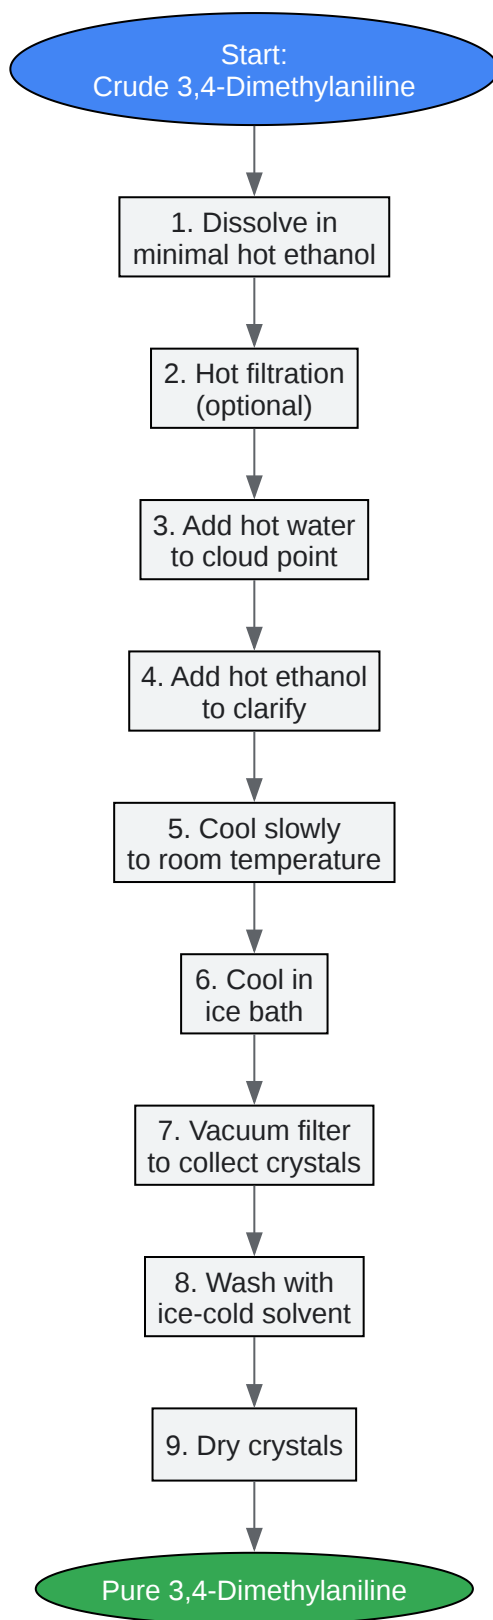 Start:
Crude 3,4-Dimethylaniline
1. Dissolve in
minimal hot ethanol
2. Hot filtration
(optional)
3. Add hot water
to cloud point
4. Add hot ethanol
to clarify
5. Cool slowly
to room temperature
6. Cool in
ice bath
7. Vacuum filter
to collect crystals
8. Wash with
ice-cold solvent
9. Dry crystals
Pure 3,4-Dimethylaniline